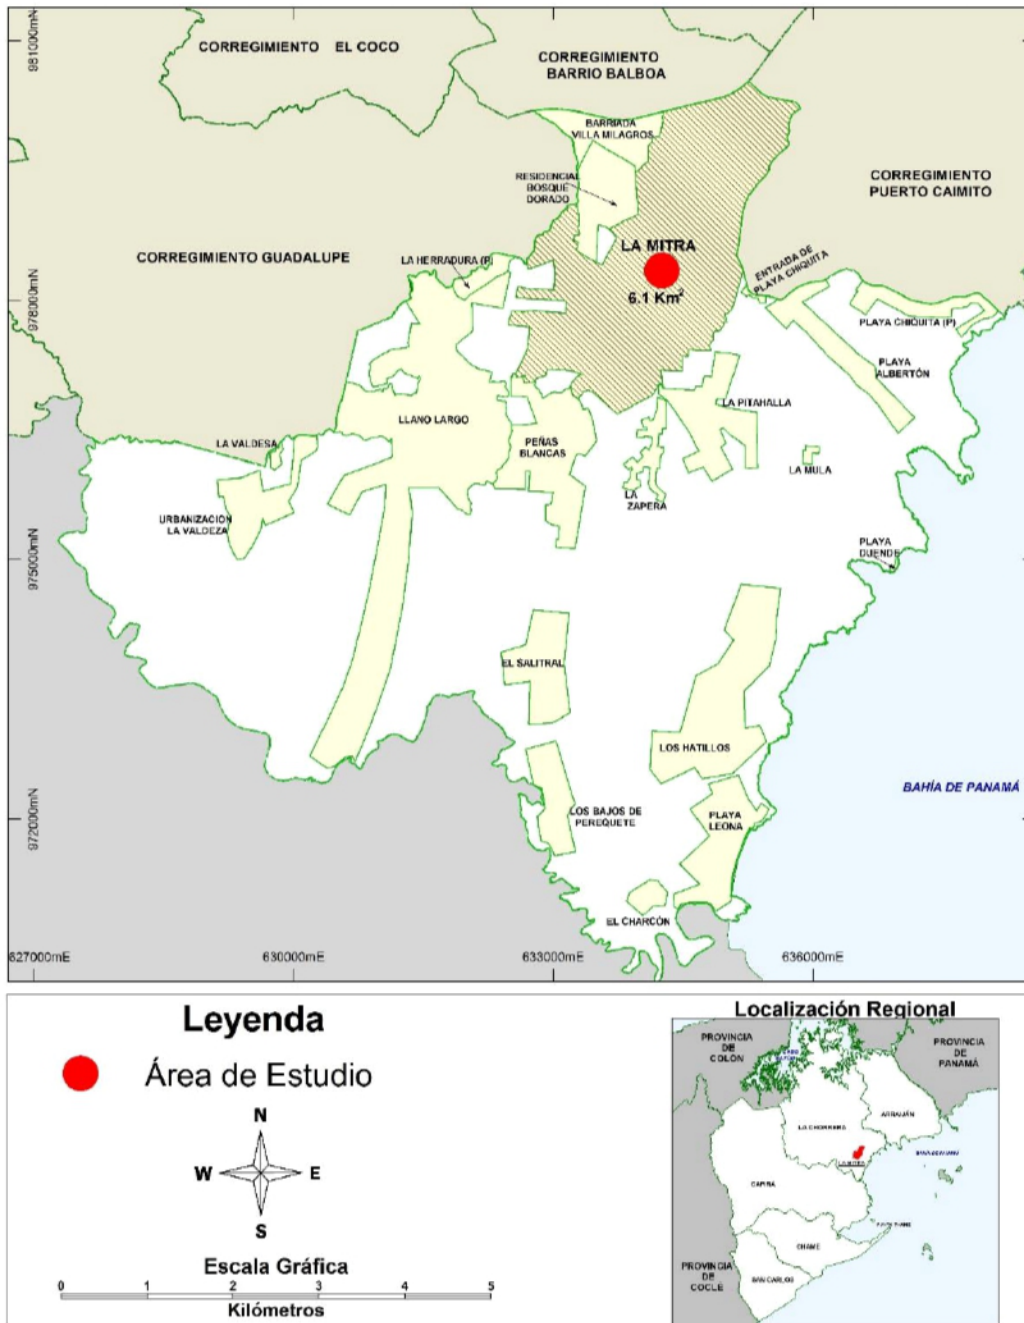 981000mN
978000mN
975000mN
972000mN
CORREGIMIENTO EL COCO
CORREGIMIENTO
BARRIO BALBOA
BARRIADA
VILLA MILAGROS
RESIDENCIAL
BOSQUE
DORADO
CORREGIMIENTO
PUERTO CAIMITO
CORREGIMIENTO GUADALUPE
LA MITRA
6.1 Km²
LA HERRADURA (P)
ENTRADA DE
PLAYA CHIQUITA
PLAYA CHIQUITA (P)
PLAYA
ALBERTÓN
LA PITAHALLA
LLANO LARGO
PEÑAS
BLANCAS
LA VALDESA
LA MULA
LA
ZAPERA
URBANIZACION
LA VALDEZA
PLAYA
DUENDE
EL SALITRAL
LOS HATILLOS
BAHÍA DE PANAMÁ
LOS BAJOS DE
PEREQUETE
PLAYA
LEONA
EL CHARCÓN
627000mE
630000mE
633000mE
636000mE
Leyenda
Área de Estudio
N
W
E
S
Escala Gráfica
0 1 2 3 4 5
Kilómetros
Localización Regional
PROVINCIA
DE
COLÓN
PROVINCIA
DE
PANAMÁ
LA CHORRERA
ARRAIJÁN
LA MITRA
CAPIRA
CHAME
SAN CARLOS
PROVINCIA
DE
COCLÉ